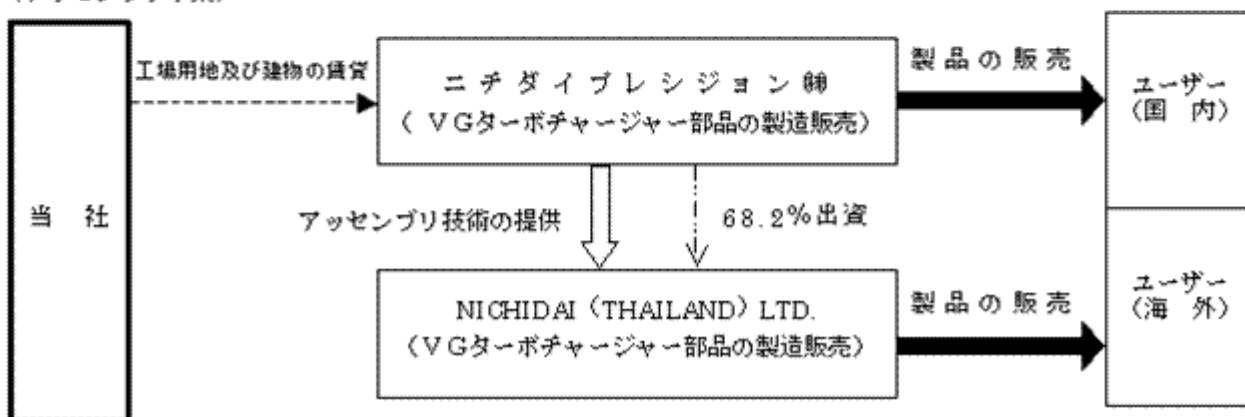 工場用地及び建物の賃貸
ニチダイプレシジョン㈱
（ＶＧターボチャージャー部品の製造販売）
製品の販売
ユーザー
（国　内）
当　社
アッセンブリ技術の提供
68.2%出資
NICHIDAI（THAILAND）LTD.
（ＶＧターボチャージャー部品の製造販売）
製品の販売
ユーザー
（海　外）